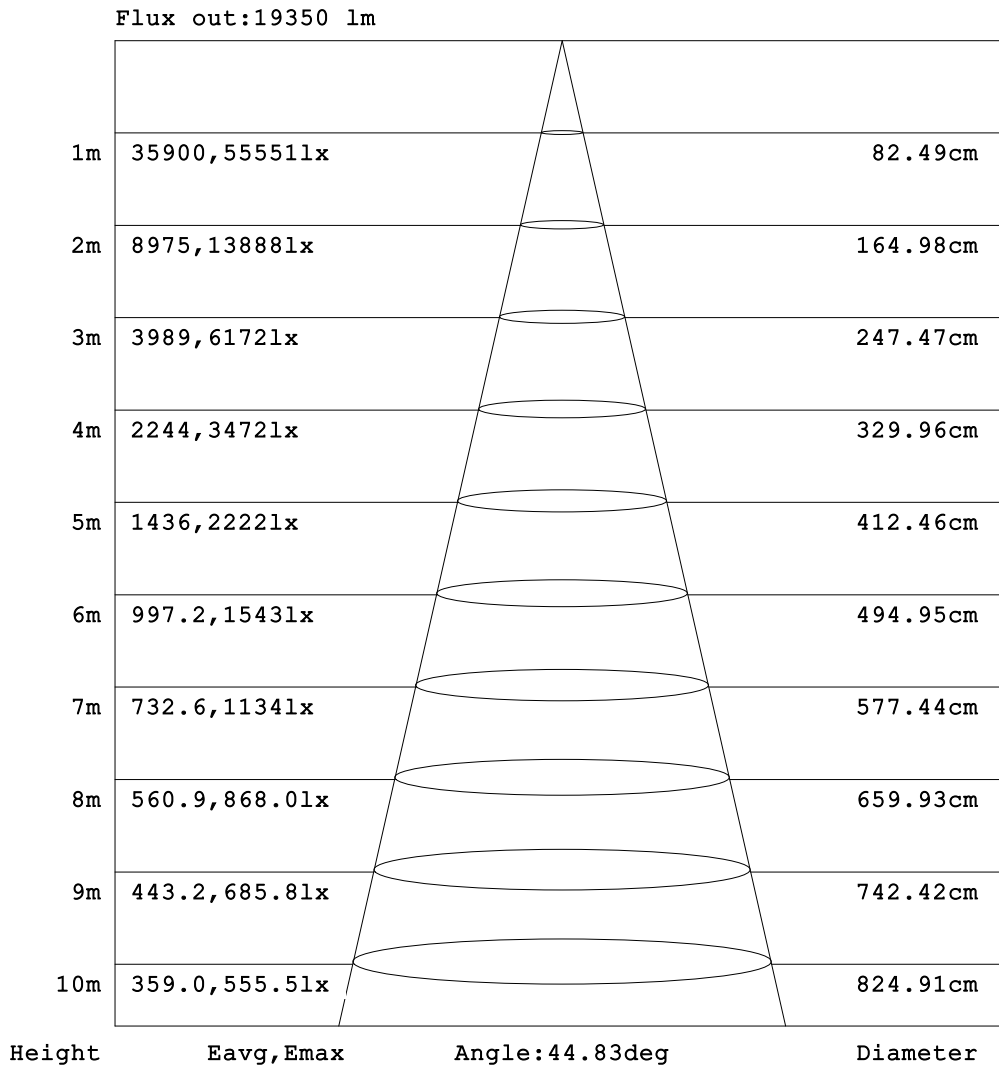 Flux out:19350 lm
1m 35900,55551lx 82.49cm
2m 8975,13888lx 164.98cm
3m 3989,6172lx 247.47cm
4m 2244,3472lx 329.96cm
5m 1436,2222lx 412.46cm
6m 997.2,1543lx 494.95cm
7m 732.6,1134lx 577.44cm
8m 560.9,868.0lx 659.93cm
9m 443.2,685.8lx 742.42cm
10m 359.0,555.5lx 824.91cm
Height Eavg,Emax Angle:44.83deg Diameter